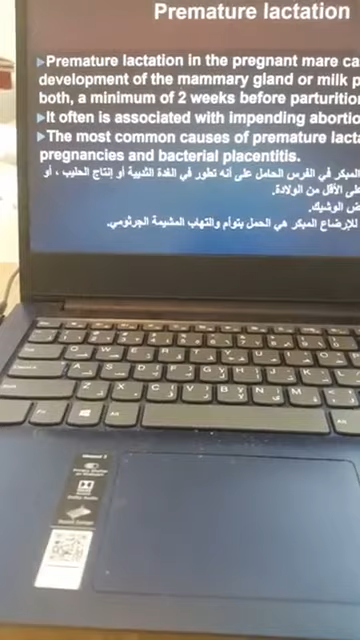 Premature lactation
▶Premature lactation in the pregnant mare ca
development of the mammary gland or milk p
both, a minimum of 2 weeks before parturitio
▶It often is associated with impending abortio
▶The most common causes of premature lacta
pregnancies and bacterial placentitis.
المبكر في الفرس الحامل على أنه تطور في الغدة الثديية أو إنتاج الحليب ، أو
على الأقل من الولادة.
ض الوشيك.
للإرضاع المبكر هي الحمل بتوأم والتهاب المشيمة الجرثومي.
Q W E R T Y U I O
A S D F G H J K L
Z X C V B N M
Dolby Audio